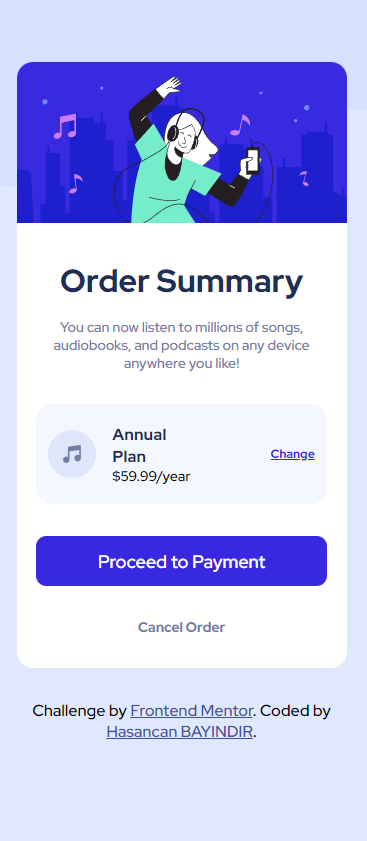 Order Summary
You can now listen to millions of songs,
audiobooks, and podcasts on any device
anywhere you like!
Annual
Plan
$59.99/year
Change
Proceed to Payment
Cancel Order
Challenge by Frontend Mentor. Coded by
Hasancan BAYINDIR.